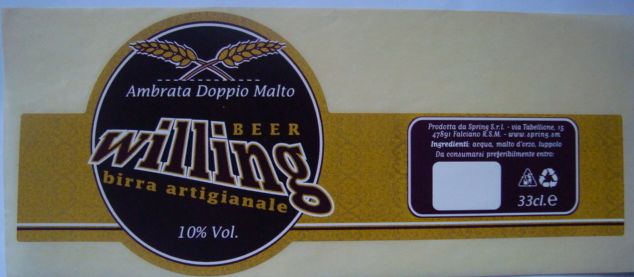 Ambrata Doppio Malto
BEER
willing
birra artigianale
10% Vol.
Prodotta da Spring S.r.l. - via Tabellione, 15
47891 Falciano R.S.M. - www.spring.sm
Ingredienti: acqua, malto d'orzo, luppolo
Da consumarsi preferibilmente entro:
33cl.e